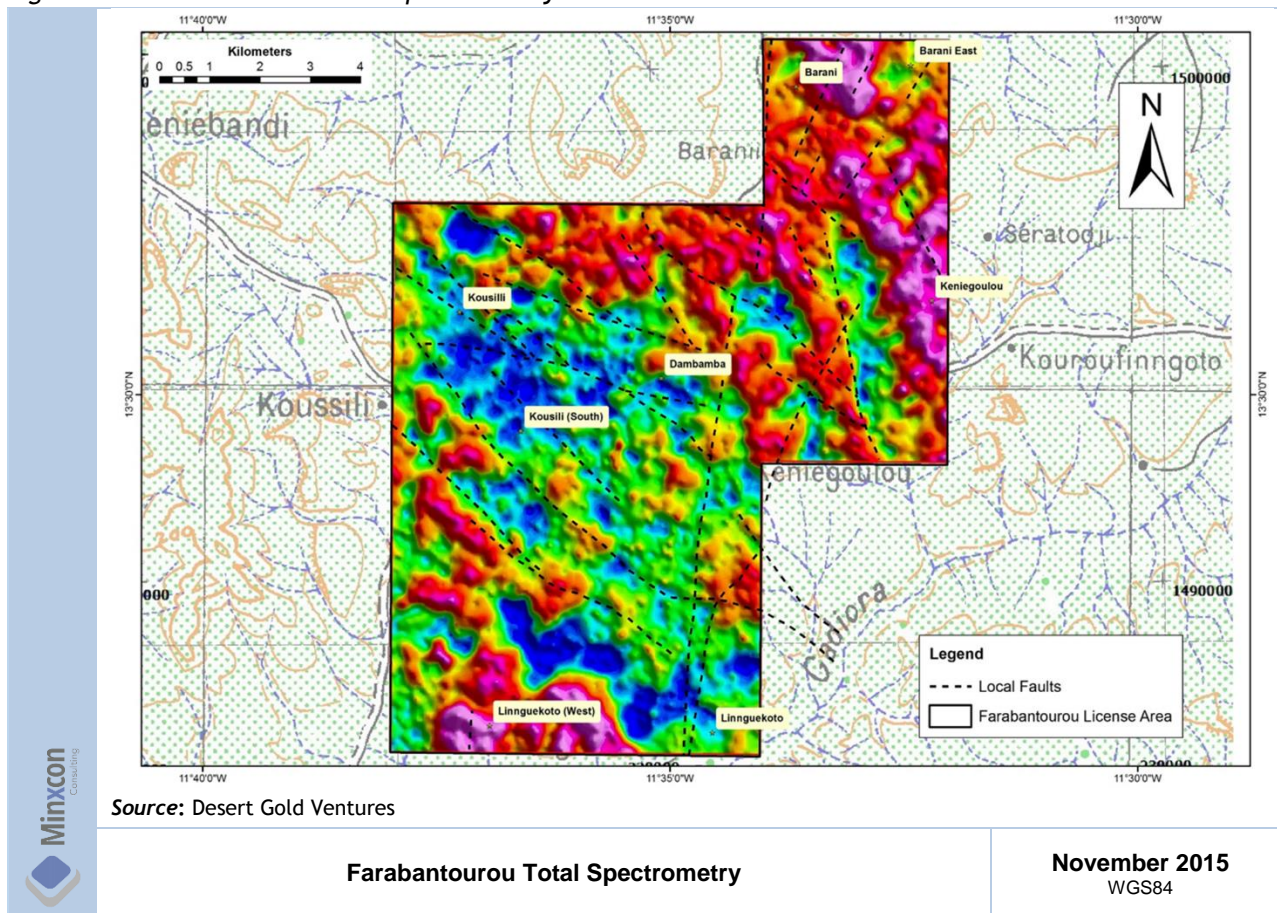 11°40'0"W
11°35'0"W
11°30'0"W
Kilometers
0 0.5 1 2 3 4
Barani East
Barani
1500000
N
Baranii
Sératodji
Keniegoulou
Kousilli
Kouroufinngoto
Dambamba
13°30'0"N
13°30'0"N
Koussili
Kousili (South)
209
000
1490000
Gadiora
Legend
Local Faults
Farabantourou License Area
Linnguekoto (West)
Linnguekoto
11°40'0"W
11°35'0"W
11°30'0"W
Source: Desert Gold Ventures
Minxcon
Consulting
Farabantourou Total Spectrometry
November 2015
WGS84